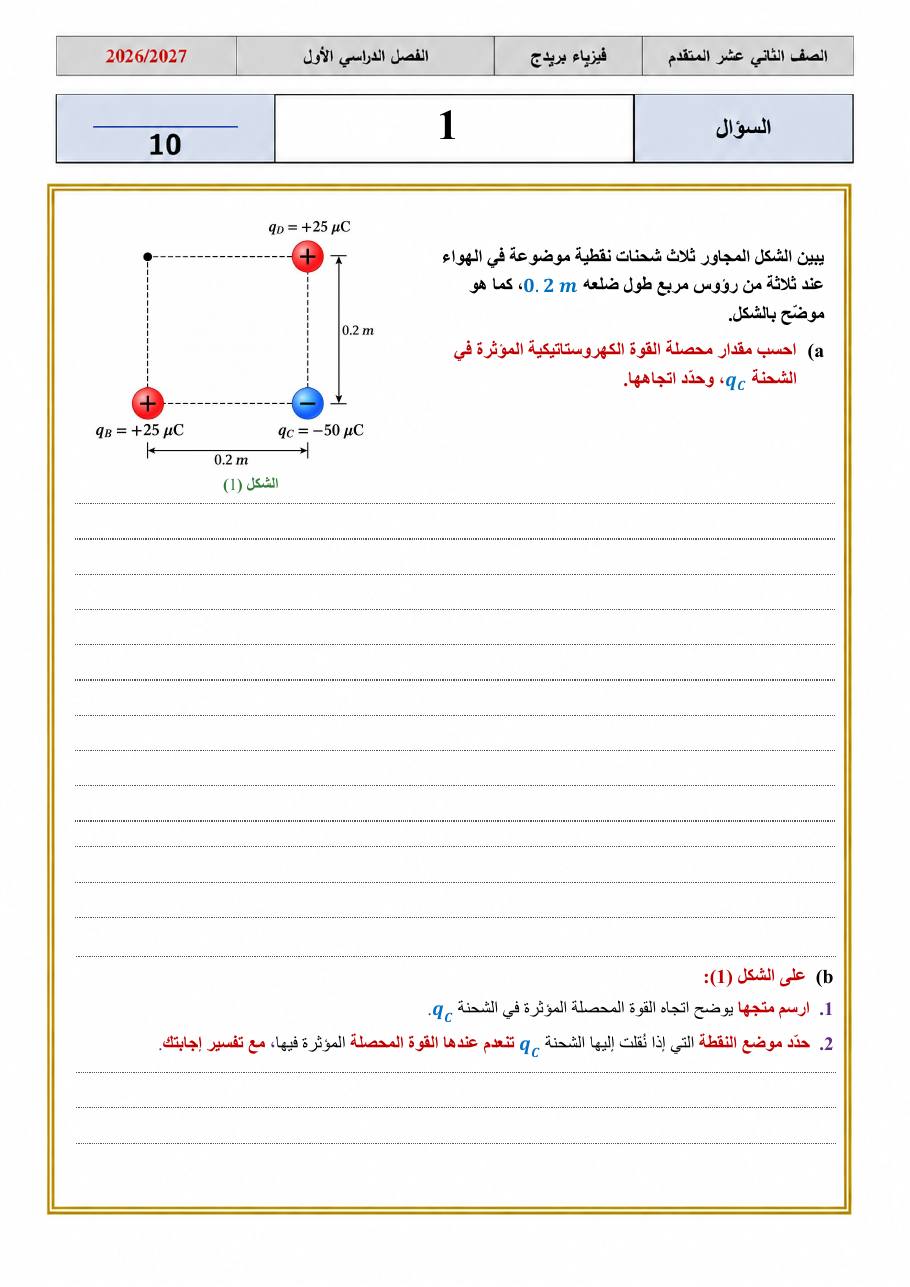 الصف الثاني عشر المتقدم
فيزياء بريدج
الفصل الدراسي الأول
2026/2027
السؤال
1
10
يبين الشكل المجاور ثلاث شحنات نقطية موضوعة في الهواء
عند ثلاثة من رؤوس مربع طول ضلعه 0.2 m، كما هو
موضّح بالشكل.
a) احسب مقدار محصلة القوة الكهروستاتيكية المؤثرة في
الشحنة qC، وحدّد اتجاهها.
qD = +25 µC
+
0.2 m
+
−
qB = +25 µC
qC = −50 µC
0.2 m
الشكل (1)
b) على الشكل (1):
1. ارسم متجها يوضح اتجاه القوة المحصلة المؤثرة في الشحنة qC.
2. حدّد موضع النقطة التي إذا نُقلت إليها الشحنة qC تنعدم عندها القوة المحصلة المؤثرة فيها، مع تفسير إجابتك.